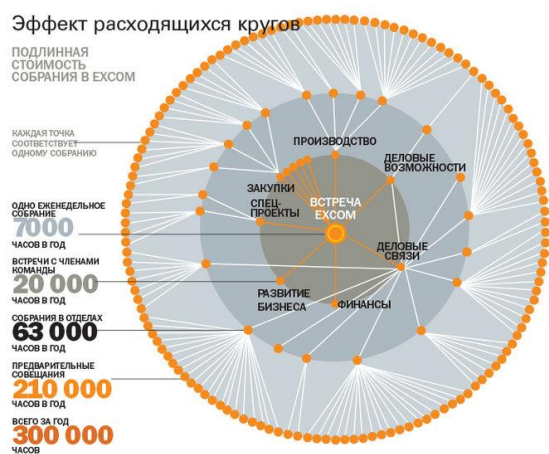 Эффект расходящихся кругов
ПОДЛИННАЯ
СТОИМОСТЬ
СОБРАНИЯ В EXCOM
КАЖДАЯ ТОЧКА
СООТВЕТСТВУЕТ
ОДНОМУ СОБРАНИЮ
ОДНО ЕЖЕНЕДЕЛЬНОЕ
СОБРАНИЕ
7000
ЧАСОВ В ГОД
ВСТРЕЧИ С ЧЛЕНАМИ
КОМАНДЫ
20 000
ЧАСОВ В ГОД
СОБРАНИЯ В ОТДЕЛАХ
63 000
ЧАСОВ В ГОД
ПРЕДВАРИТЕЛЬНЫЕ
СОВЕЩАНИЯ
210 000
ЧАСОВ В ГОД
ВСЕГО ЗА ГОД
300 000
ЧАСОВ
ПРОИЗВОДСТВО
ДЕЛОВЫЕ
ВОЗМОЖНОСТИ
ЗАКУПКИ
СПЕЦ-
ПРОЕКТЫ
ВСТРЕЧА
EXCOM
ДЕЛОВЫЕ
СВЯЗИ
РАЗВИТИЕ
БИЗНЕСА
ФИНАНСЫ